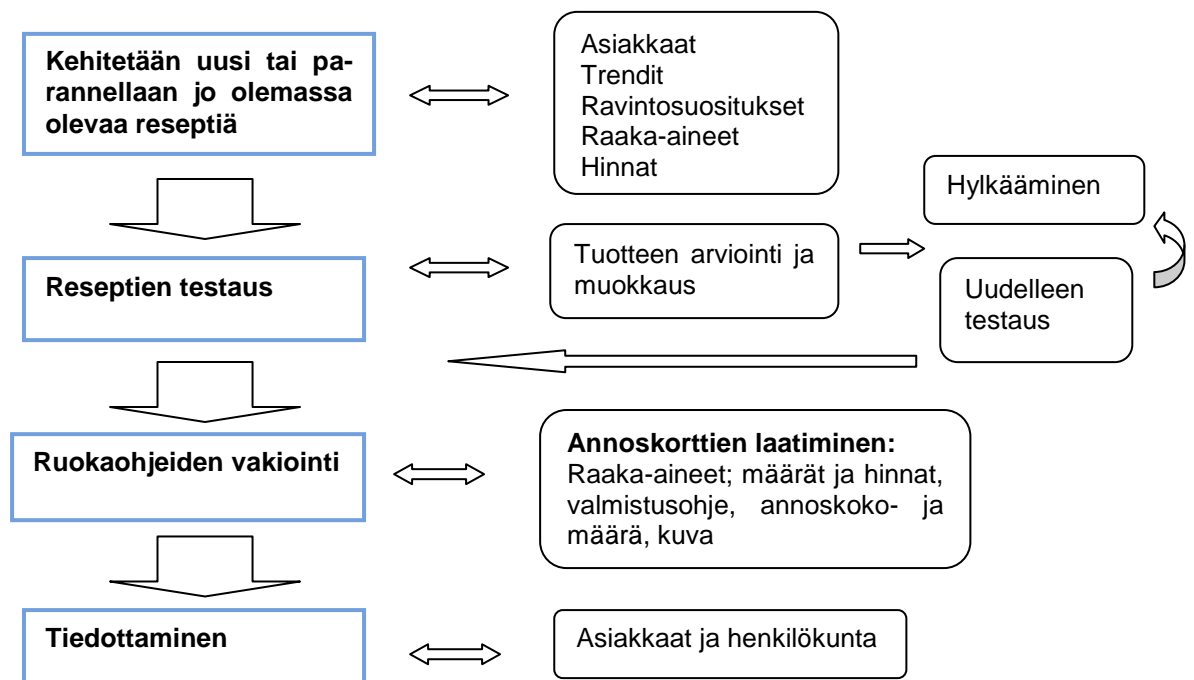 Kehitetään uusi tai pa-
rannellaan jo olemassa
olevaa reseptiä
Asiakkaat
Trendit
Ravintosuositukset
Raaka-aineet
Hinnat
Hylkääminen
Reseptien testaus
Tuotteen arviointi ja
muokkaus
Uudelleen
testaus
Ruokaohjeiden vakiointi
Annoskorttien laatiminen:
Raaka-aineet; määrät ja hinnat,
valmistusohje, annoskoko- ja
määrä, kuva
Tiedottaminen
Asiakkaat ja henkilökunta